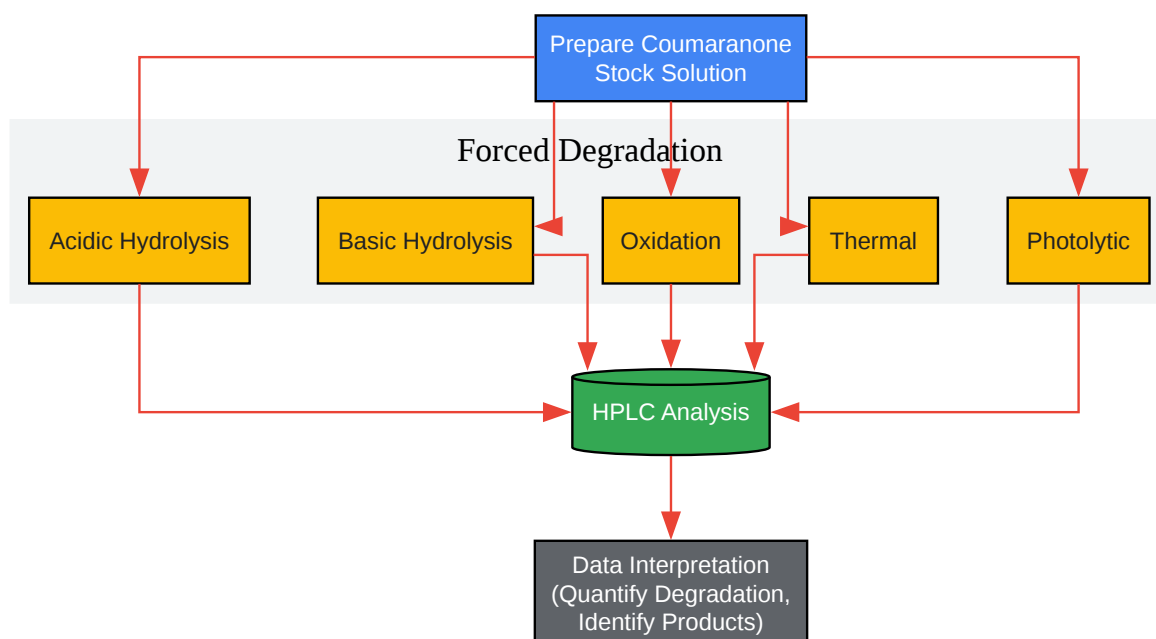 Prepare Coumaranone
Stock Solution
Forced Degradation
Acidic Hydrolysis
Basic Hydrolysis
Oxidation
Thermal
Photolytic
HPLC Analysis
Data Interpretation
(Quantify Degradation,
Identify Products)